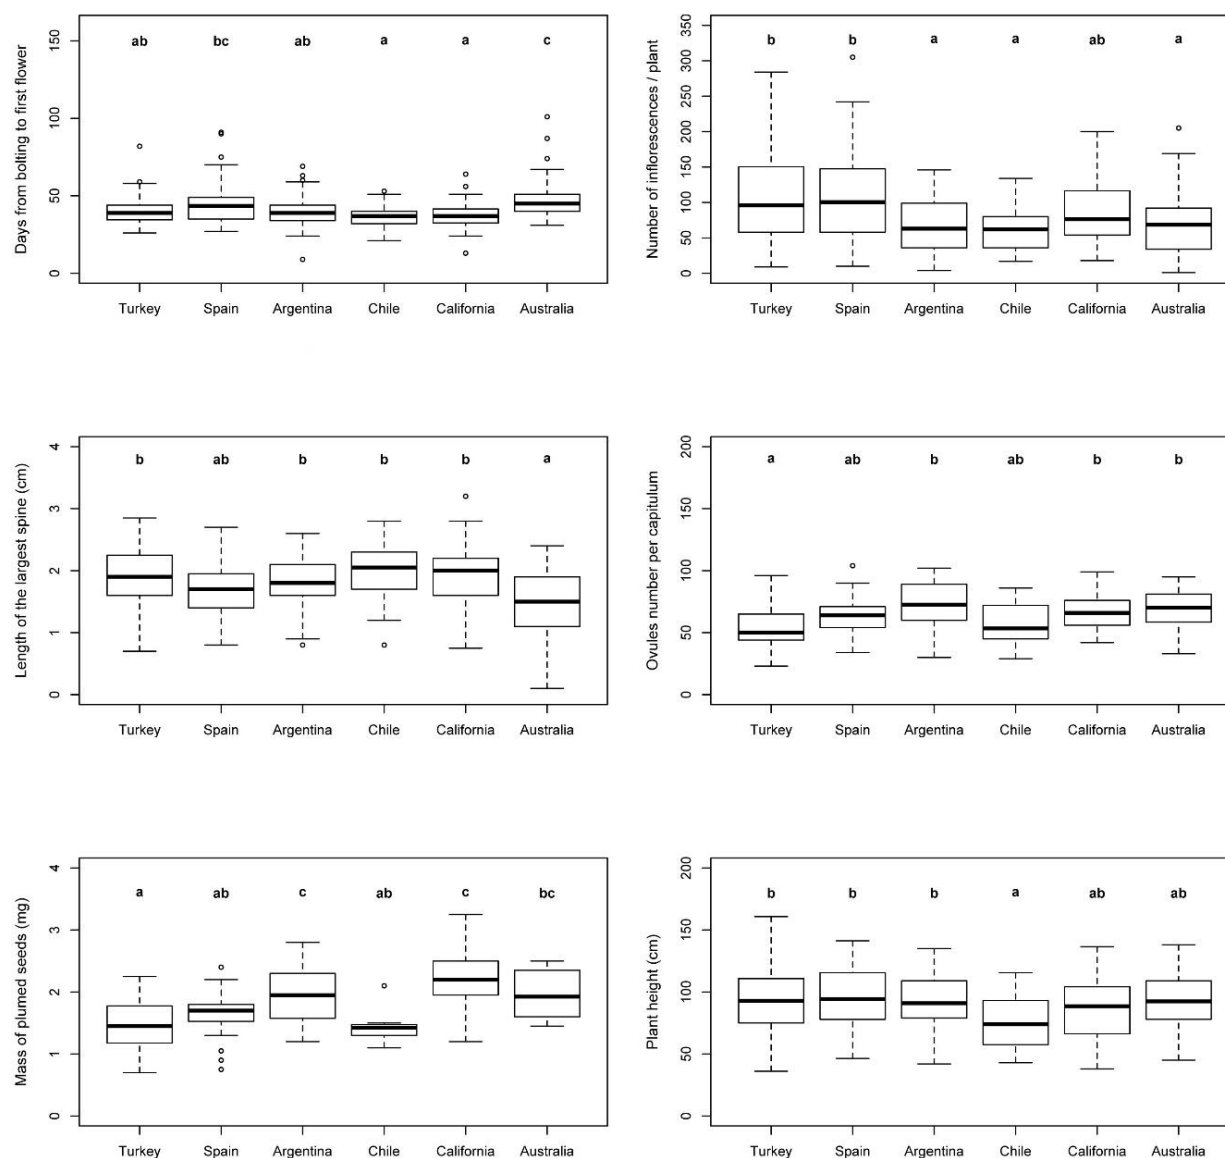 Days from bolting to first flower
150
100
50
0
ab bc ab a a c
Turkey Spain Argentina Chile California Australia
Number of inflorescences / plant
350
300
250
200
150
100
50
0
b b a a ab a
Turkey Spain Argentina Chile California Australia
Length of the largest spine (cm)
4
3
2
1
0
b ab b b b a
Turkey Spain Argentina Chile California Australia
Ovules number per capitulum
200
150
100
50
0
a ab b ab b b
Turkey Spain Argentina Chile California Australia
Mass of plumed seeds (mg)
4
3
2
1
0
a ab c ab c bc
Turkey Spain Argentina Chile California Australia
Plant height (cm)
200
150
100
50
0
b b b a ab ab
Turkey Spain Argentina Chile California Australia